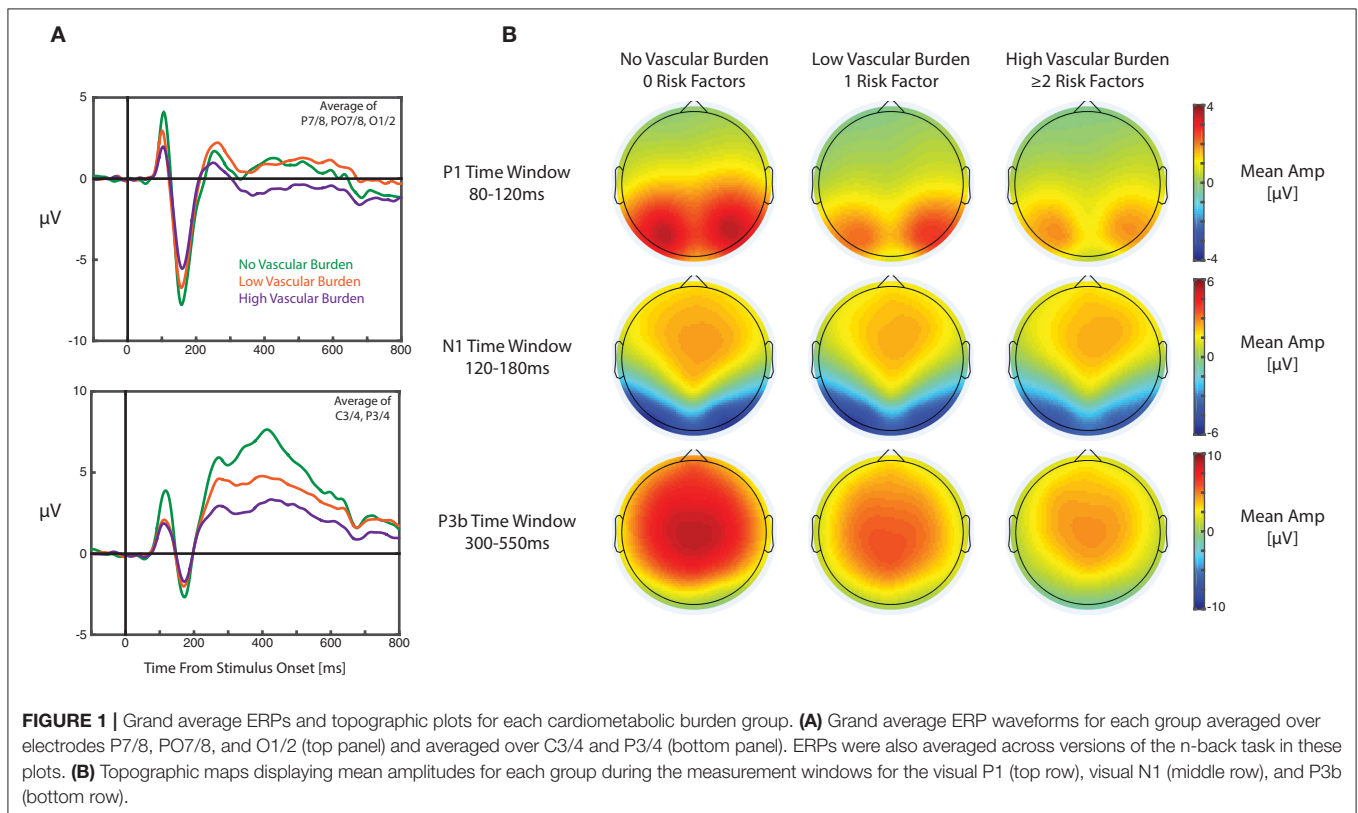 A
5
0
-5
-10
μV
Average of
P7/8, PO7/8, O1/2
No Vascular Burden
Low Vascular Burden
High Vascular Burden
0
200
400
600
800
10
5
0
-5
μV
Average of
C3/4, P3/4
0
200
400
600
800
Time From Stimulus Onset [ms]
B
No Vascular Burden
0 Risk Factors
Low Vascular Burden
1 Risk Factor
High Vascular Burden
≥2 Risk Factors
P1 Time Window
80-120ms
4
0
-4
Mean Amp
[μV]
N1 Time Window
120-180ms
6
0
-6
Mean Amp
[μV]
P3b Time Window
300-550ms
10
0
-10
Mean Amp
[μV]
FIGURE 1 | Grand average ERPs and topographic plots for each cardiometabolic burden group. (A) Grand average ERP waveforms for each group averaged over
electrodes P7/8, PO7/8, and O1/2 (top panel) and averaged over C3/4 and P3/4 (bottom panel). ERPs were also averaged across versions of the n-back task in these
plots. (B) Topographic maps displaying mean amplitudes for each group during the measurement windows for the visual P1 (top row), visual N1 (middle row), and P3b
(bottom row).